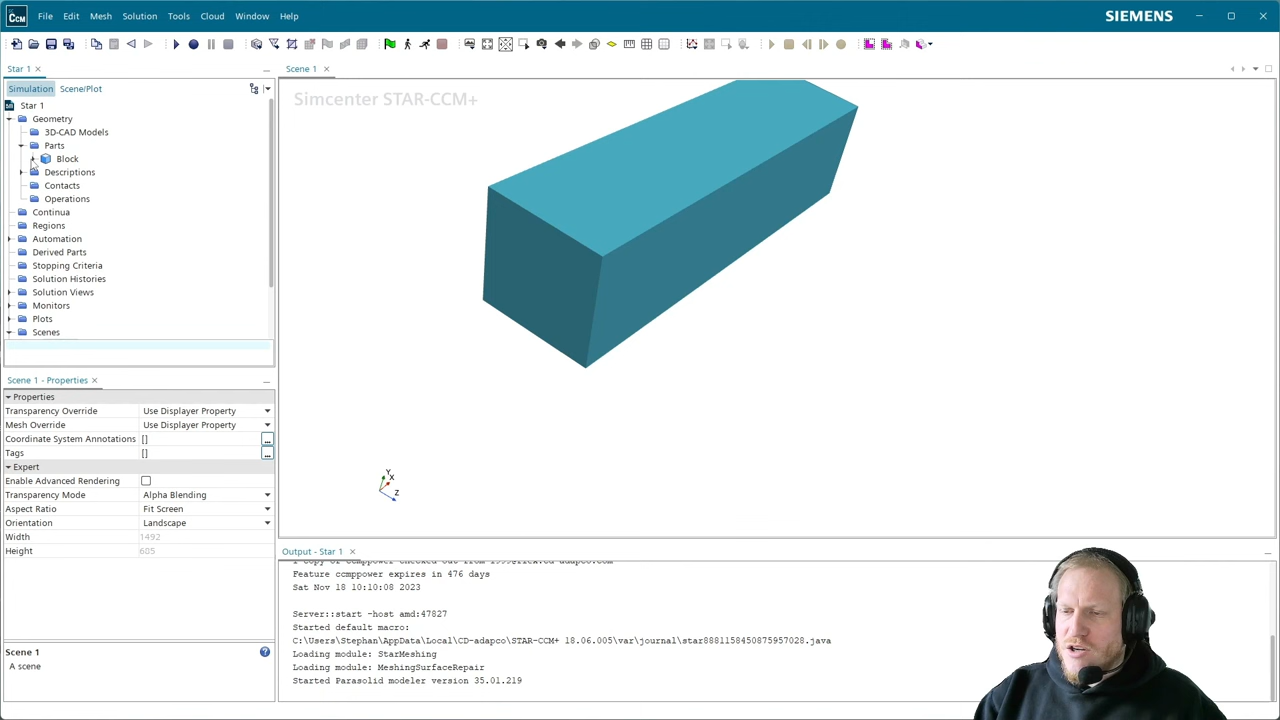 CCM File Edit Mesh Solution Tools Cloud Window Help SIEMENS
Star 1
Scene 1
Simulation Scene/Plot
Simcenter STAR-CCM+
Star 1
Geometry
3D-CAD Models
Parts
Block
Descriptions
Contacts
Operations
Continua
Regions
Automation
Derived Parts
Stopping Criteria
Solution Histories
Solution Views
Monitors
Plots
Scenes
Y
X
Z
Scene 1 - Properties
Properties
Transparency Override Use Displayer Property
Mesh Override Use Displayer Property
Coordinate System Annotations []
Tags []
Expert
Enable Advanced Rendering
Transparency Mode Alpha Blending
Aspect Ratio Fit Screen
Orientation Landscape
Width 1492
Height 605
Scene 1
A scene
Output - Star 1
Feature ccmppower expires in 476 days
Sat Nov 18 10:10:08 2023
Server::start -host amd:47827
Started default macro:
C:\Users\Stephan\AppData\Local\CD-adapco\STAR-CCM+ 18.06.005\var\journal\star8881158450875957028.java
Loading module: StarMeshing
Loading module: MeshingSurfaceRepair
Started Parasolid modeler version 35.01.219